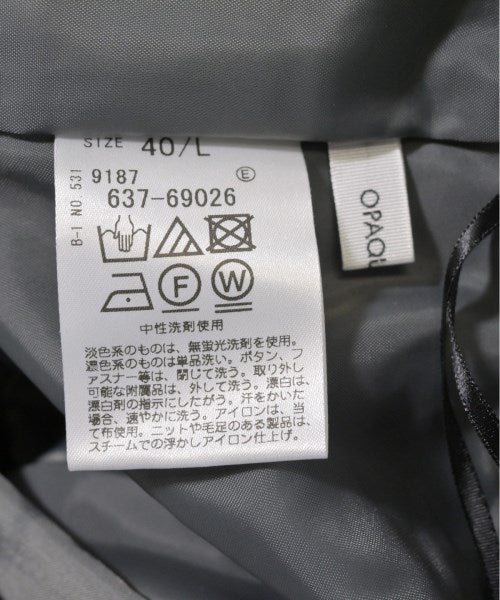 SIZE 40/L
B-1 NO. 531
9187 E
637-69026
F W
中性洗剤使用
淡色系のものは、無蛍光洗剤を使用。
濃色系のものは単品洗い。ボタン、フ
ァスナー等は、閉じて洗う。取り外し
可能な附属品は、外して洗う。漂白は、
漂白剤の指示にしたがう。汗をかいた
場合、速やかに洗う。アイロンは、当
て布使用。ニットや毛足のある製品は、
スチームでの浮かしアイロン仕上げ。
OPAQU